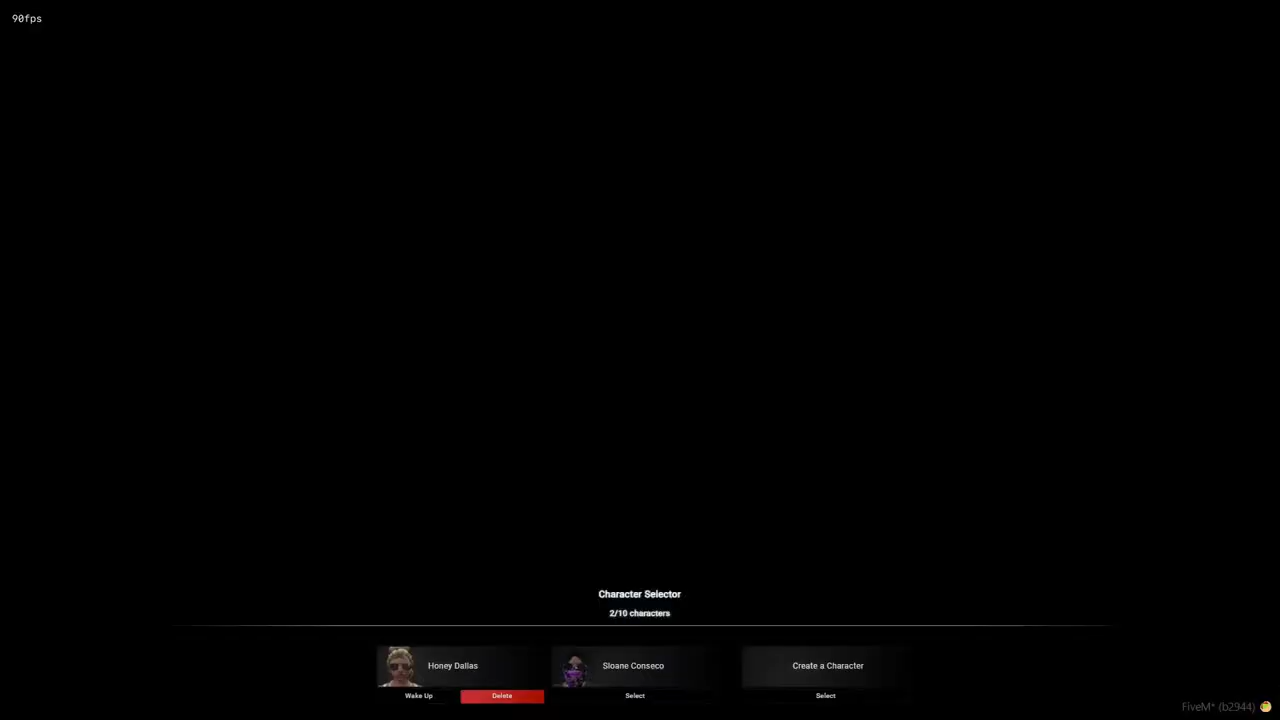 90fps
Character Selector
2/10 characters
Honey Dallas
Sloane Conseco
Create a Character
Wake Up
Delete
Select
Select
FiveM* (b2944)